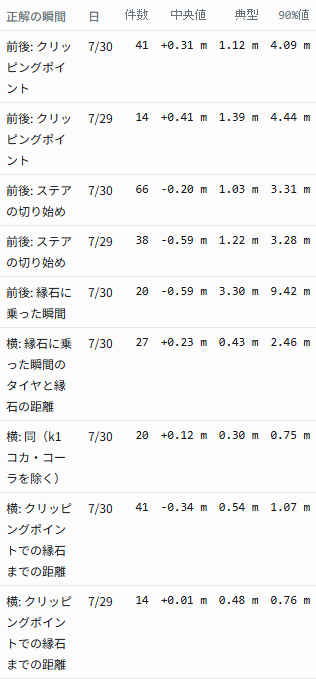 正解の瞬間 日 件数 中央値 典型 90%値
前後: クリッ 7/30 41 +0.31 m 1.12 m 4.09 m
ピングポイ
ント
前後: クリッ 7/29 14 +0.41 m 1.39 m 4.44 m
ピングポイ
ント
前後: ステア 7/30 66 -0.20 m 1.03 m 3.31 m
の切り始め
前後: ステア 7/29 38 -0.59 m 1.22 m 3.28 m
の切り始め
前後: 縁石に 7/30 20 -0.59 m 3.30 m 9.42 m
乗った瞬間
横: 縁石に乗 7/30 27 +0.23 m 0.43 m 2.46 m
った瞬間の
タイヤと縁
石の距離
横: 同（k1 7/30 20 +0.12 m 0.30 m 0.75 m
コカ・コー
ラを除く）
横: クリッピ 7/30 41 -0.34 m 0.54 m 1.07 m
ングポイン
トでの縁石
までの距離
横: クリッピ 7/29 14 +0.01 m 0.48 m 0.76 m
ングポイン
トでの縁石
までの距離